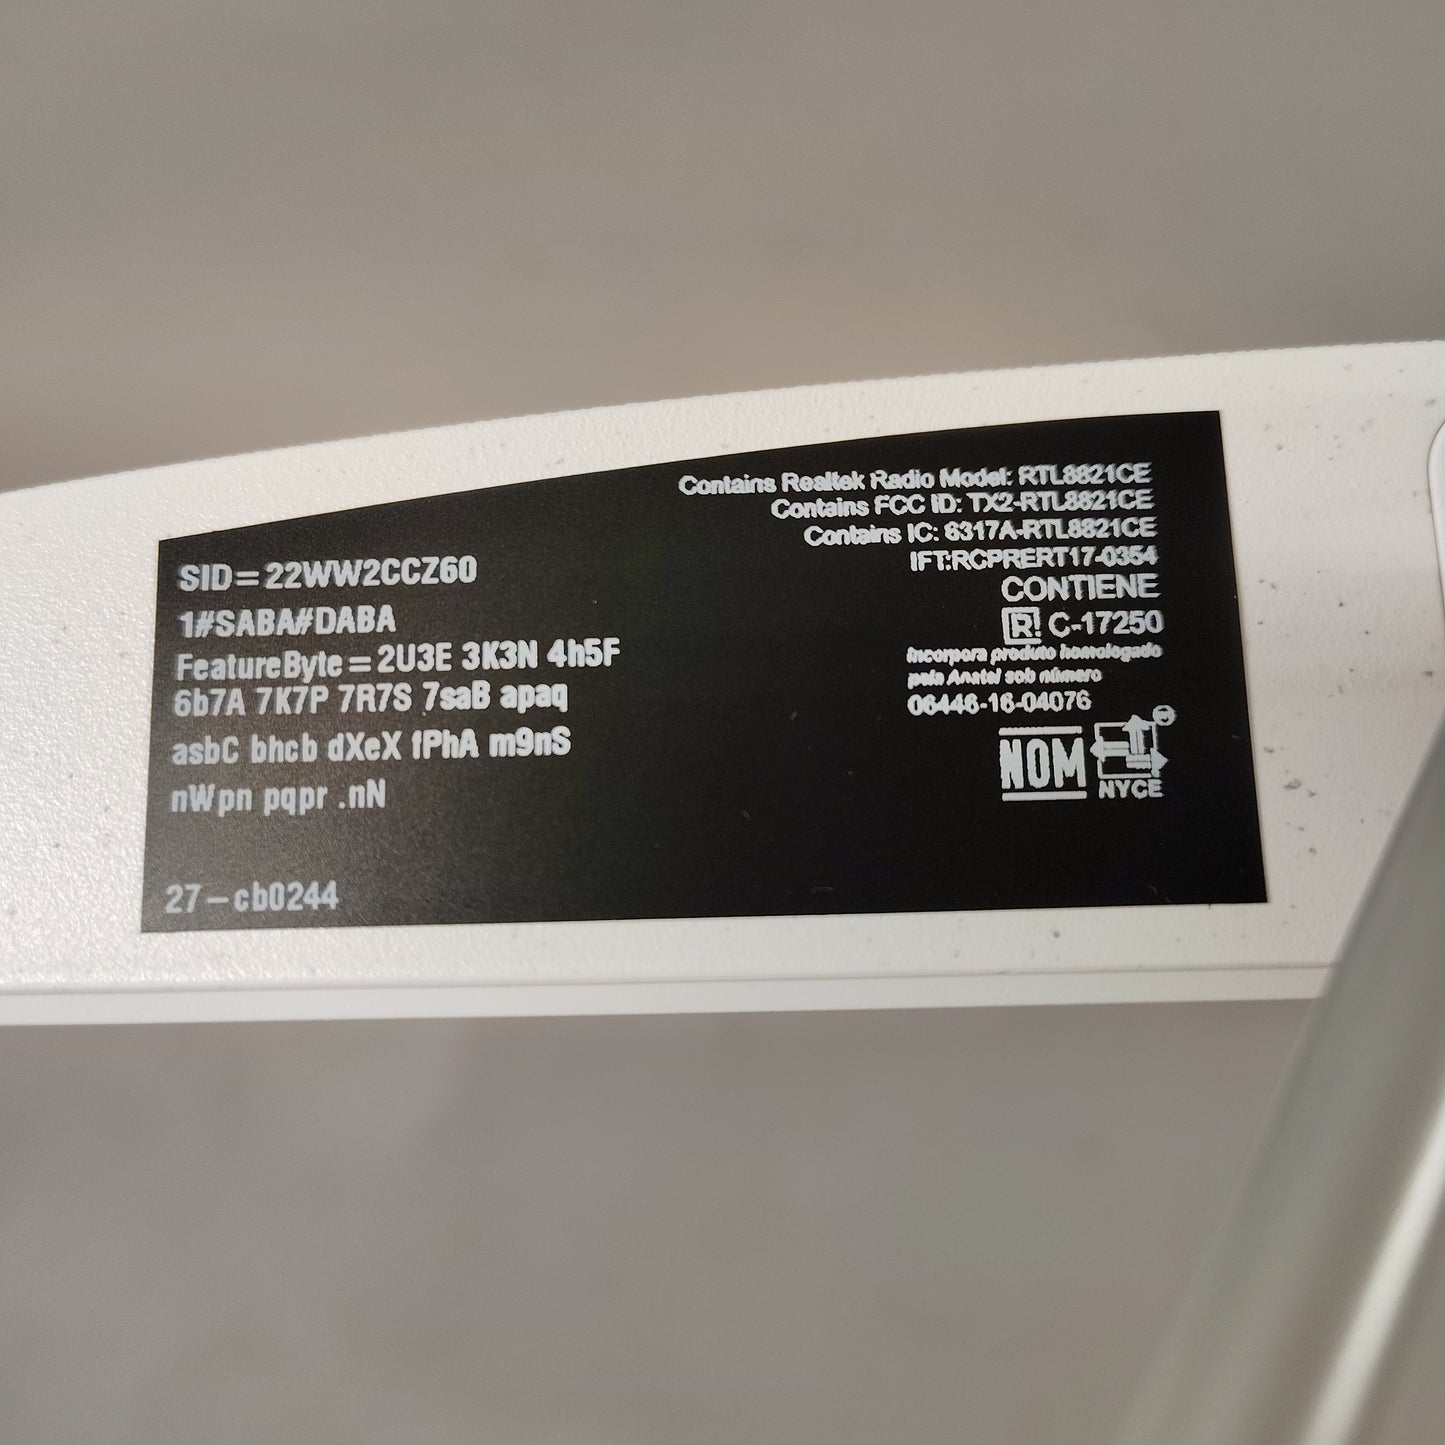 SID=22WW2CCZ60
1#SABA#DABA
FeatureByte=2U3E 3K3N 4h5F
6b7A 7K7P 7R7S 7saB apaq
asbC bhcb dXeX fPhA m9nS
nWpn pqpr .nN
27-cb0244
Contains Realtek Radio Model: RTL8821CE
Contains FCC ID: TX2-RTL8821CE
Contains IC: 6317A-RTL8821CE
IFT:RCPRERT17-0354
CONTIENE
R! C-17250
Incorpora produto homologado
pela Anatel sob número
06446-16-04076
NOM
NYCE